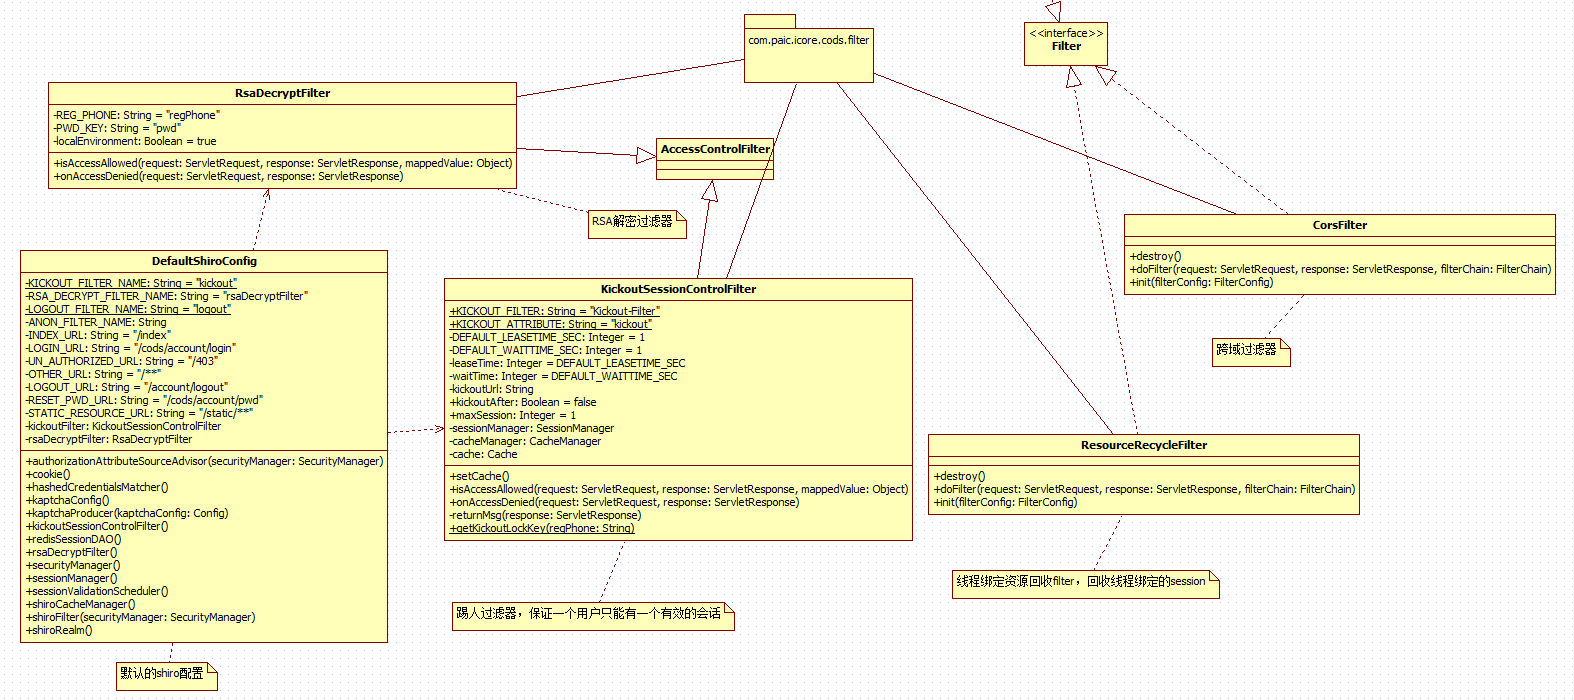 com.paic.icore.cods.filter
<<interface>>
Filter
RsaDecryptFilter
-REG_PHONE: String = "regPhone"
-PWD_KEY: String = "pwd"
-localEnvironment: Boolean = true
+isAccessAllowed(request: ServletRequest, response: ServletResponse, mappedValue: Object)
+onAccessDenied(request: ServletRequest, response: ServletResponse)
AccessControlFilter
RSA解密过滤器
CorsFilter
+destroy()
+doFilter(request: ServletRequest, response: ServletResponse, filterChain: FilterChain)
+init(filterConfig: FilterConfig)
跨域过滤器
DefaultShiroConfig
-KICKOUT_FILTER_NAME: String = "kickout"
-RSA_DECRYPT_FILTER_NAME: String = "rsaDecryptFilter"
-LOGOUT_FILTER_NAME: String = "logout"
-ANON_FILTER_NAME: String
-INDEX_URL: String = "/index"
-LOGIN_URL: String = "/cods/account/login"
-UN_AUTHORIZED_URL: String = "/403"
-OTHER_URL: String = "/**"
-LOGOUT_URL: String = "/account/logout"
-RESET_PWD_URL: String = "/cods/account/pwd"
-STATIC_RESOURCE_URL: String = "/static/**"
-kickoutFilter: KickoutSessionControlFilter
-rsaDecryptFilter: RsaDecryptFilter
+authorizationAttributeSourceAdvisor(securityManager: SecurityManager)
+cookie()
+hashedCredentialsMatcher()
+kaptchaConfig()
+kaptchaProducer(kaptchaConfig: Config)
+kickoutSessionControlFilter()
+redisSessionDAO()
+rsaDecryptFilter()
+securityManager()
+sessionManager()
+sessionValidationScheduler()
+shiroCacheManager()
+shiroFilter(securityManager: SecurityManager)
+shiroRealm()
默认的shiro配置
KickoutSessionControlFilter
+KICKOUT_FILTER: String = "Kickout-Filter"
+KICKOUT_ATTRIBUTE: String = "kickout"
-DEFAULT_LEASETIME_SEC: Integer = 1
-DEFAULT_WAITTIME_SEC: Integer = 1
-leaseTime: Integer = DEFAULT_LEASETIME_SEC
-waitTime: Integer = DEFAULT_WAITTIME_SEC
-kickoutUrl: String
+kickoutAfter: Boolean = false
+maxSession: Integer = 1
-sessionManager: SessionManager
-cacheManager: CacheManager
-cache: Cache
+setCache()
+isAccessAllowed(request: ServletRequest, response: ServletResponse, mappedValue: Object)
+onAccessDenied(request: ServletRequest, response: ServletResponse)
-returnMsg(response: ServletResponse)
+getKickoutLockKey(regPhone: String)
踢人过滤器，保证一个用户只能有一个有效的会话
ResourceRecycleFilter
+destroy()
+doFilter(request: ServletRequest, response: ServletResponse, filterChain: FilterChain)
+init(filterConfig: FilterConfig)
线程绑定资源回收filter，回收线程绑定的session